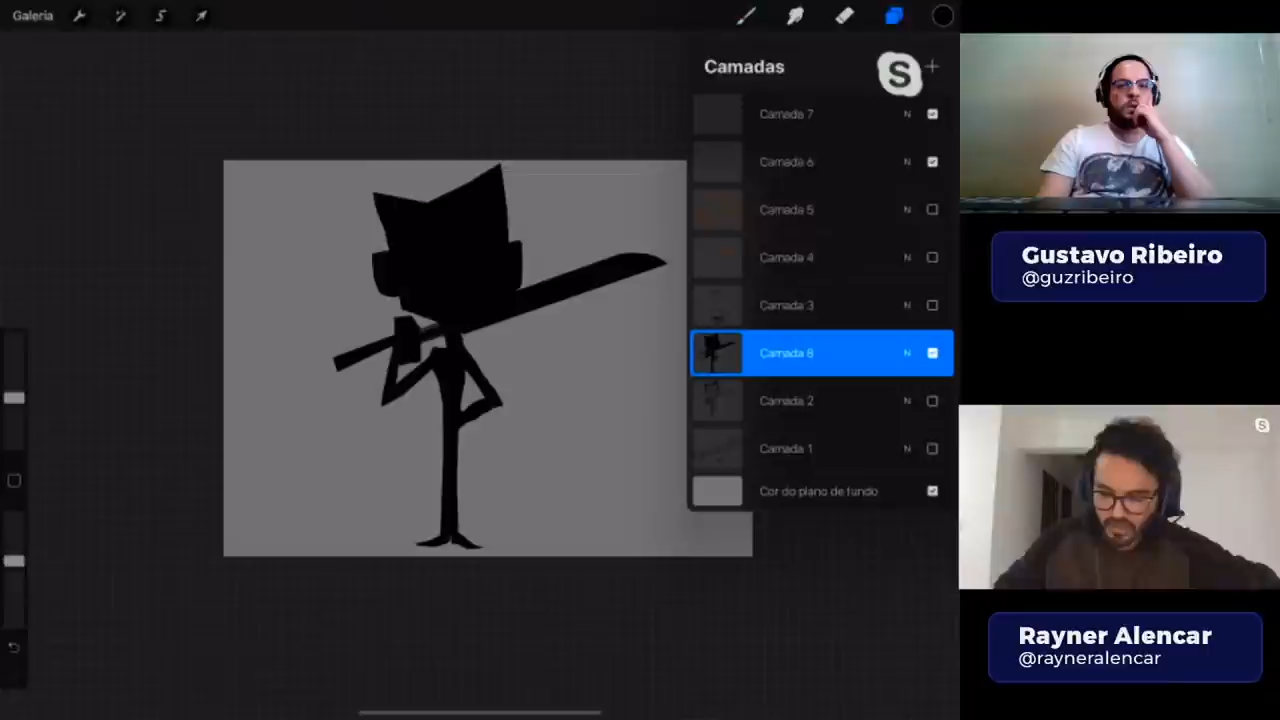 Galeria
Camadas
S
Camada 7 N
Camada 6 N
Camada 5 N
Camada 4 N
Camada 3 N
Camada 8 N
Camada 2 N
Camada 1 N
Cor do plano de fundo
Gustavo Ribeiro
@guzribeiro
S
Rayner Alencar
@rayneralencar